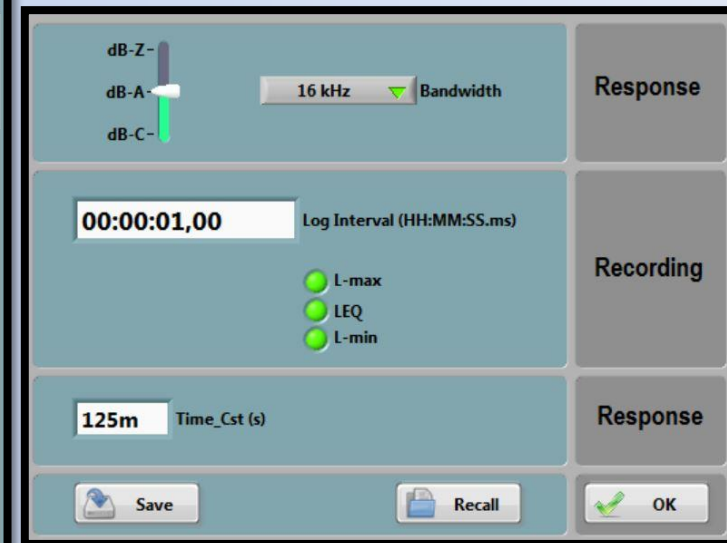 dB-Z-
dB-A-
dB-C-
16 kHz
Bandwidth
Response
00:00:01,00
Log Interval (HH:MM:SS.ms)
L-max
LEQ
L-min
Recording
125m
Time_Cst (s)
Response
Save
Recall
OK